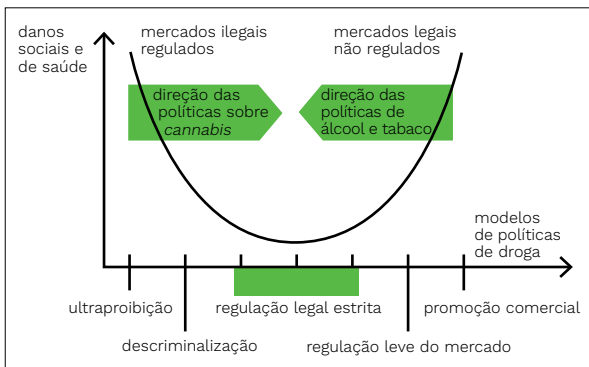 danos
sociais e
de saúde
mercados ilegais
regulados
mercados legais
não regulados
direção das
políticas sobre
cannabis
direção das
políticas de
álcool e tabaco
modelos
de políticas
de droga
ultraproibição
regulação legal estrita
promoção comercial
descriminalização
regulação leve do mercado